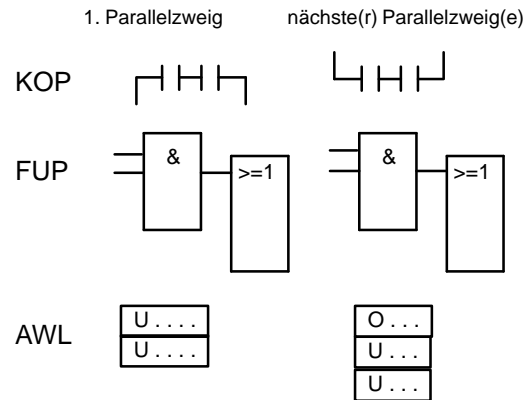 1. Parallelzweig nächste(r) Parallelzweig(e)
KOP
FUP & >=1 & >=1
AWL
U . . . .
U . . . .
O . . .
U . . .
U . . .